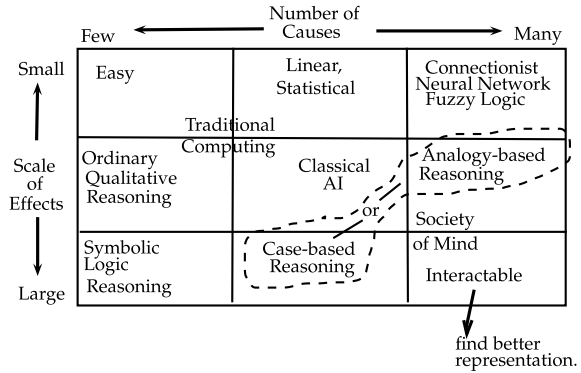 Number of
Causes
Few
Many
Small
Scale
of
Effects
Large
Easy
Linear,
Statistical
Connectionist
Neural Network
Fuzzy Logic
Traditional
Computing
Ordinary
Qualitative
Reasoning
Classical
AI
Analogy-based
Reasoning
or
Symbolic
Logic
Reasoning
Case-based
Reasoning
Society
of Mind
Interactable
find better
representation.